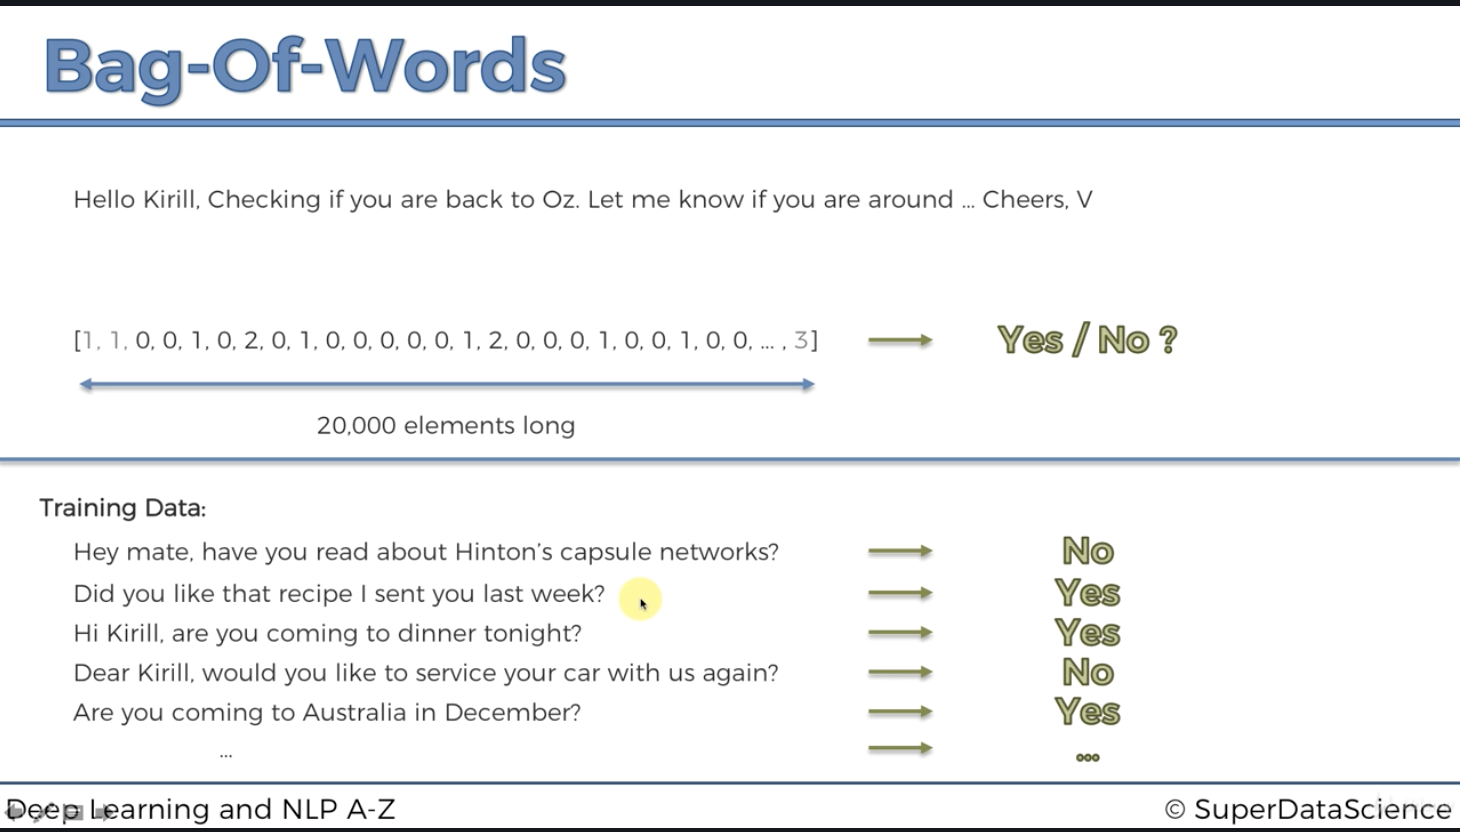 Bag-Of-Words
Hello Kirill, Checking if you are back to Oz. Let me know if you are around ... Cheers, V
[1, 1, 0, 0, 1, 0, 2, 0, 1, 0, 0, 0, 0, 0, 1, 2, 0, 0, 0, 1, 0, 0, 1, 0, 0, ... , 3]
Yes / No ?
20,000 elements long
Training Data:
Hey mate, have you read about Hinton's capsule networks?
No
Did you like that recipe I sent you last week?
Yes
Hi Kirill, are you coming to dinner tonight?
Yes
Dear Kirill, would you like to service your car with us again?
No
Are you coming to Australia in December?
Yes
...
...
Deep Learning and NLP A-Z
© SuperDataScience